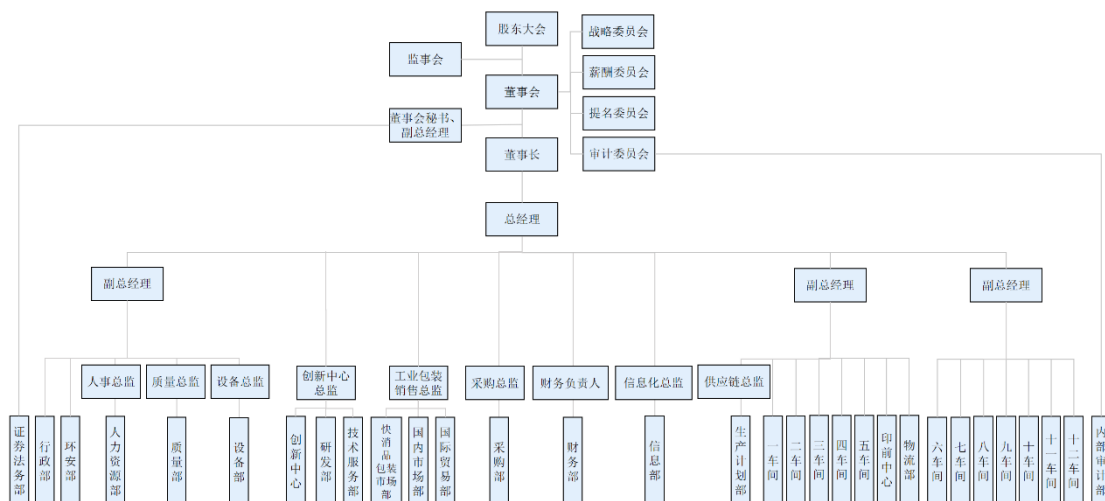 股东大会
战略委员会
监事会
薪酬委员会
董事会
提名委员会
董事会秘书、
副总经理
董事长
审计委员会
总经理
副总经理
副总经理
副总经理
人事总监
质量总监
设备总监
创新中心
总监
工业包装
销售总监
采购总监
财务负责人
信息化总监
供应链总监
证券法务部
行政部
环安部
人力资源部
质量部
设备部
创新中心
研发部
技术服务部
快消品
包装
市场部
国内市场部
国际贸易部
采购部
财务部
信息部
生产计划部
一车间
二车间
三车间
四车间
五车间
印前中心
物流部
六车间
七车间
八车间
九车间
十车间
十一车间
十二车间
内部审计部